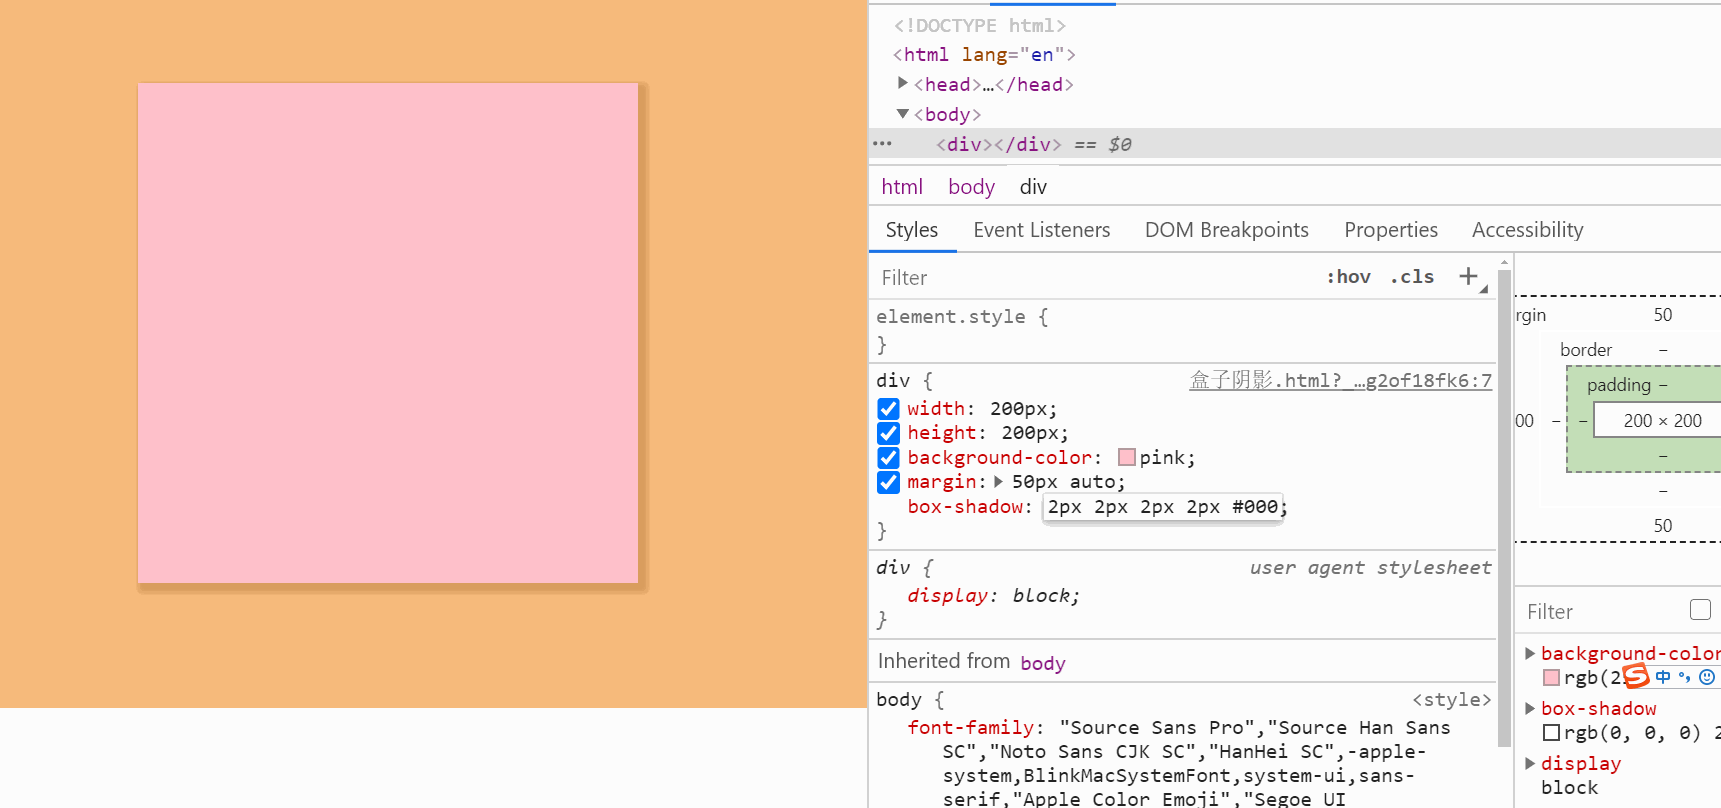 <!DOCTYPE html>
<html lang="en">
<head>…</head>
<body>
<div></div> == $0
html body div
Styles Event Listeners DOM Breakpoints Properties Accessibility
Filter :hov .cls +
element.style {
}
div { 盒子阴影.html?_…g2of18fk6:7
width: 200px;
height: 200px;
background-color: pink;
margin: 50px auto;
box-shadow: 2px 2px 2px 2px #000;
}
div { user agent stylesheet
display: block;
}
Inherited from body
body { <style>
font-family: "Source Sans Pro","Source Han Sans
SC","Noto Sans CJK SC","HanHei SC",-apple-
system,BlinkMacSystemFont,system-ui,sans-
serif,"Apple Color Emoji","Segoe UI
rgin 50
border –
padding –
00 – – 200 × 200
–
–
50
Filter
background-color
rgb(2
S 中 °,
box-shadow
rgb(0, 0, 0) 2
display
block